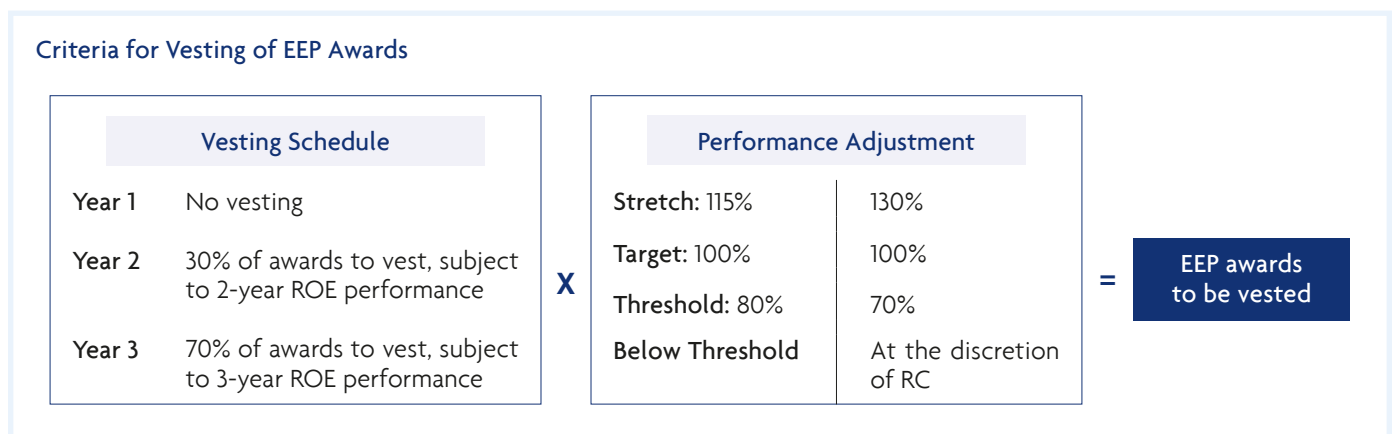 Criteria for Vesting of EEP Awards
Vesting Schedule
Year 1 No vesting
Year 2 30% of awards to vest, subject
to 2-year ROE performance
Year 3 70% of awards to vest, subject
to 3-year ROE performance
X
Performance Adjustment
Stretch: 115% 130%
Target: 100% 100%
Threshold: 80% 70%
Below Threshold At the discretion
of RC
=
EEP awards
to be vested